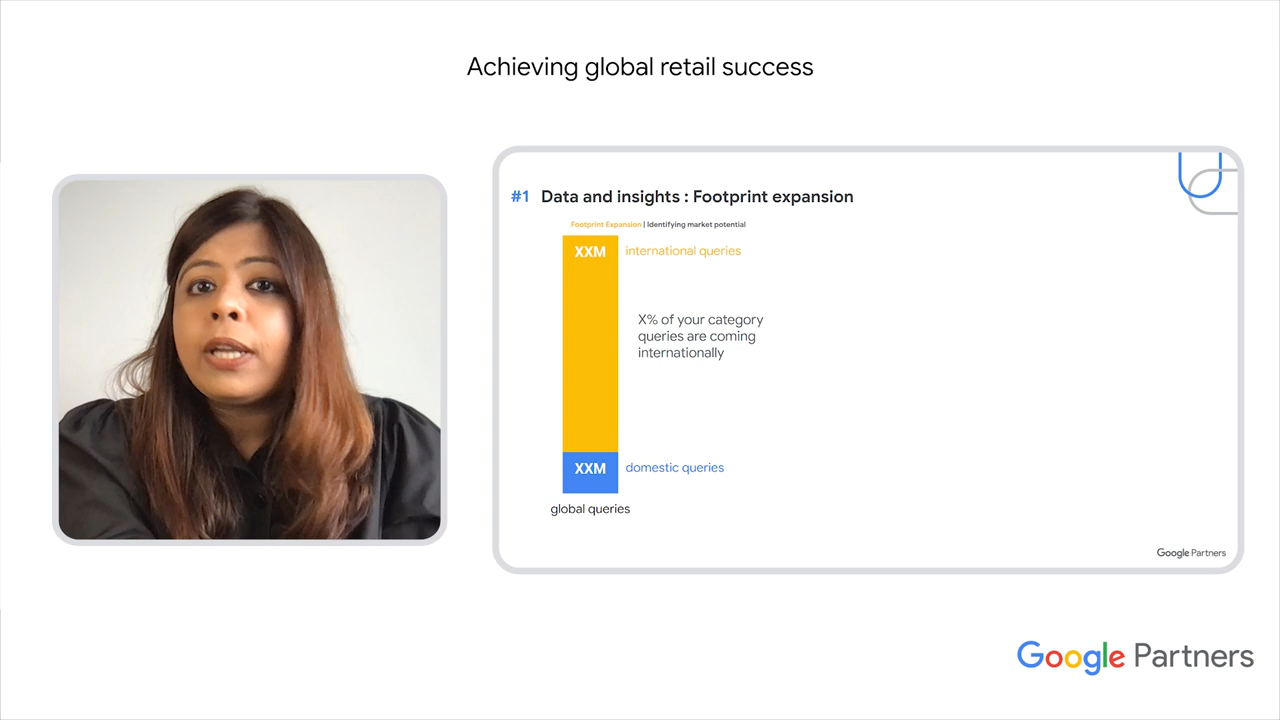 Achieving global retail success
#1 Data and insights : Footprint expansion
Footprint Expansion | Identifying market potential
XXM international queries
X% of your category
queries are coming
internationally
XXM domestic queries
global queries
Google Partners
Google Partners